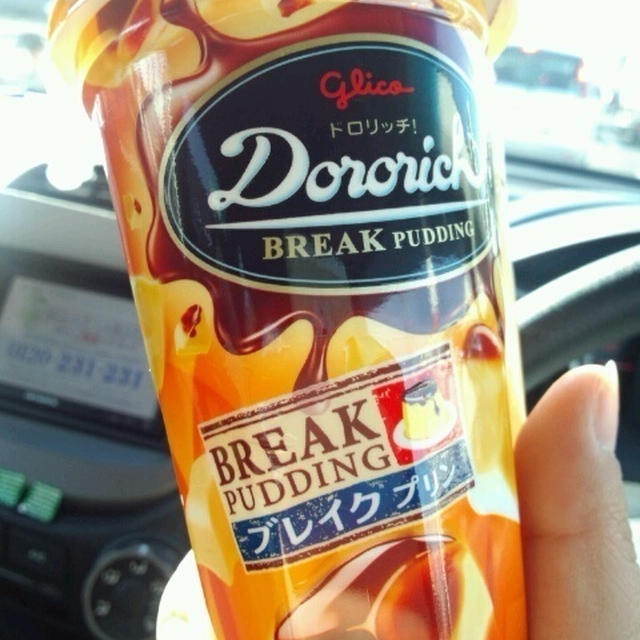 Glico
ドロリッチ!
Dororich
BREAK PUDDING
BREAK
PUDDING
ブレイク プリン
0120-231-231